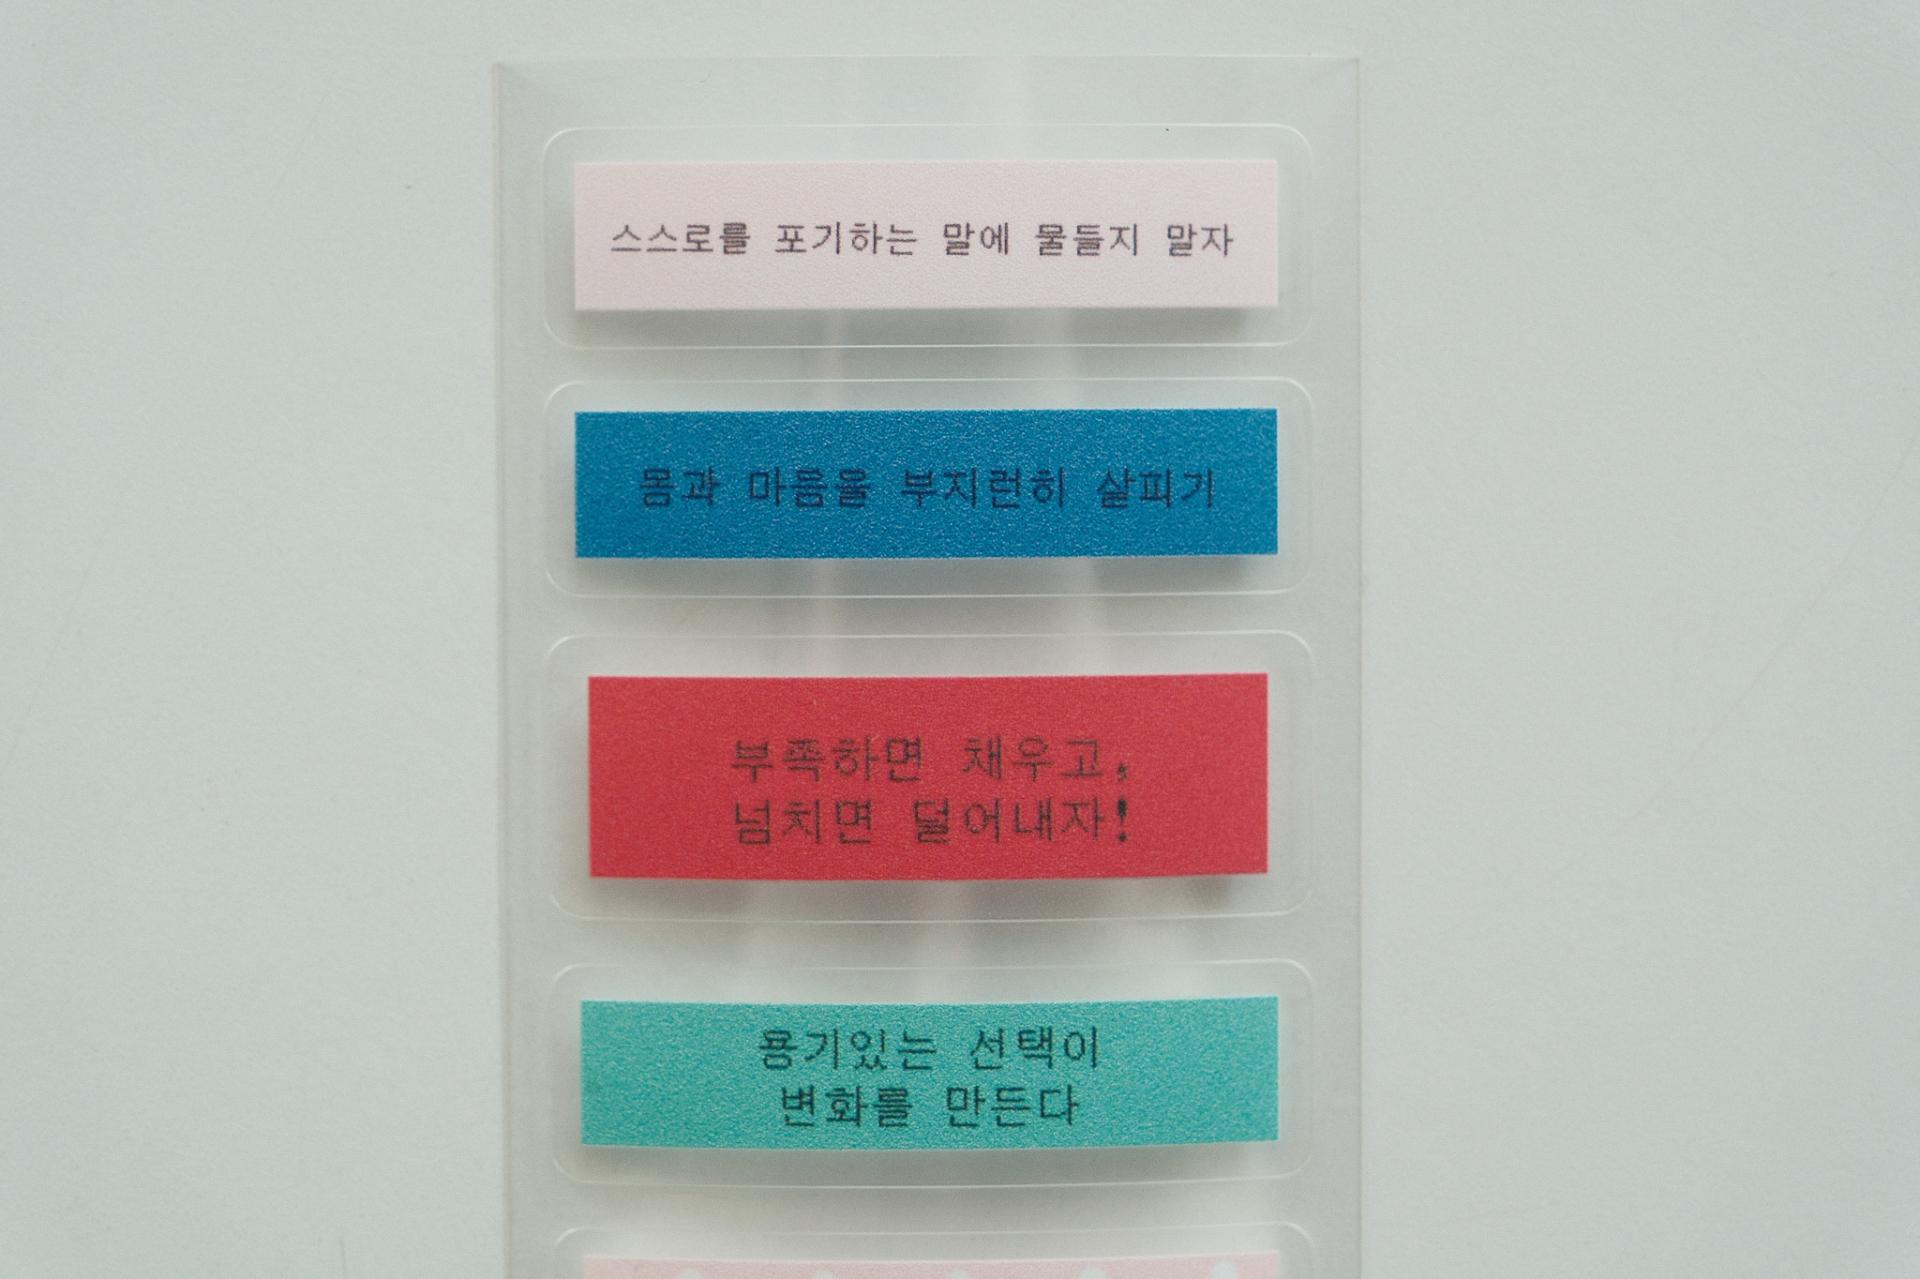 스스로를 포기하는 말에 물들지 말자
몸과 마음을 부지런히 살피기
부족하면 채우고,
넘치면 덜어내자!
용기있는 선택이
변화를 만든다